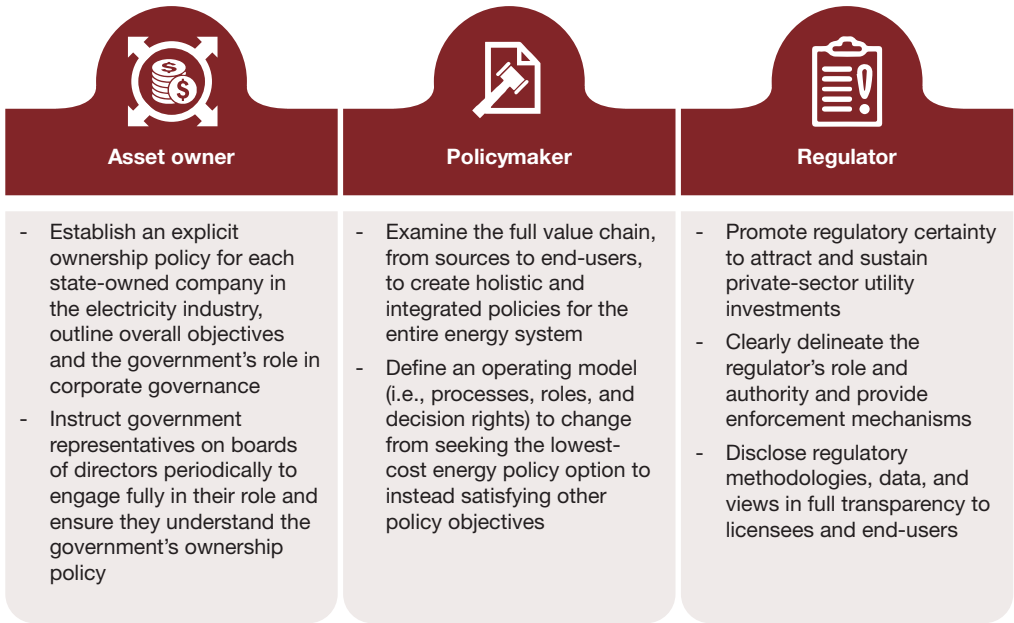 Asset owner
- Establish an explicit
ownership policy for each
state-owned company in
the electricity industry,
outline overall objectives
and the government’s role in
corporate governance
- Instruct government
representatives on boards
of directors periodically to
engage fully in their role and
ensure they understand the
government’s ownership
policy
Policymaker
- Examine the full value chain,
from sources to end-users,
to create holistic and
integrated policies for the
entire energy system
- Define an operating model
(i.e., processes, roles, and
decision rights) to change
from seeking the lowest-
cost energy policy option to
instead satisfying other
policy objectives
Regulator
- Promote regulatory certainty
to attract and sustain
private-sector utility
investments
- Clearly delineate the
regulator’s role and
authority and provide
enforcement mechanisms
- Disclose regulatory
methodologies, data, and
views in full transparency to
licensees and end-users